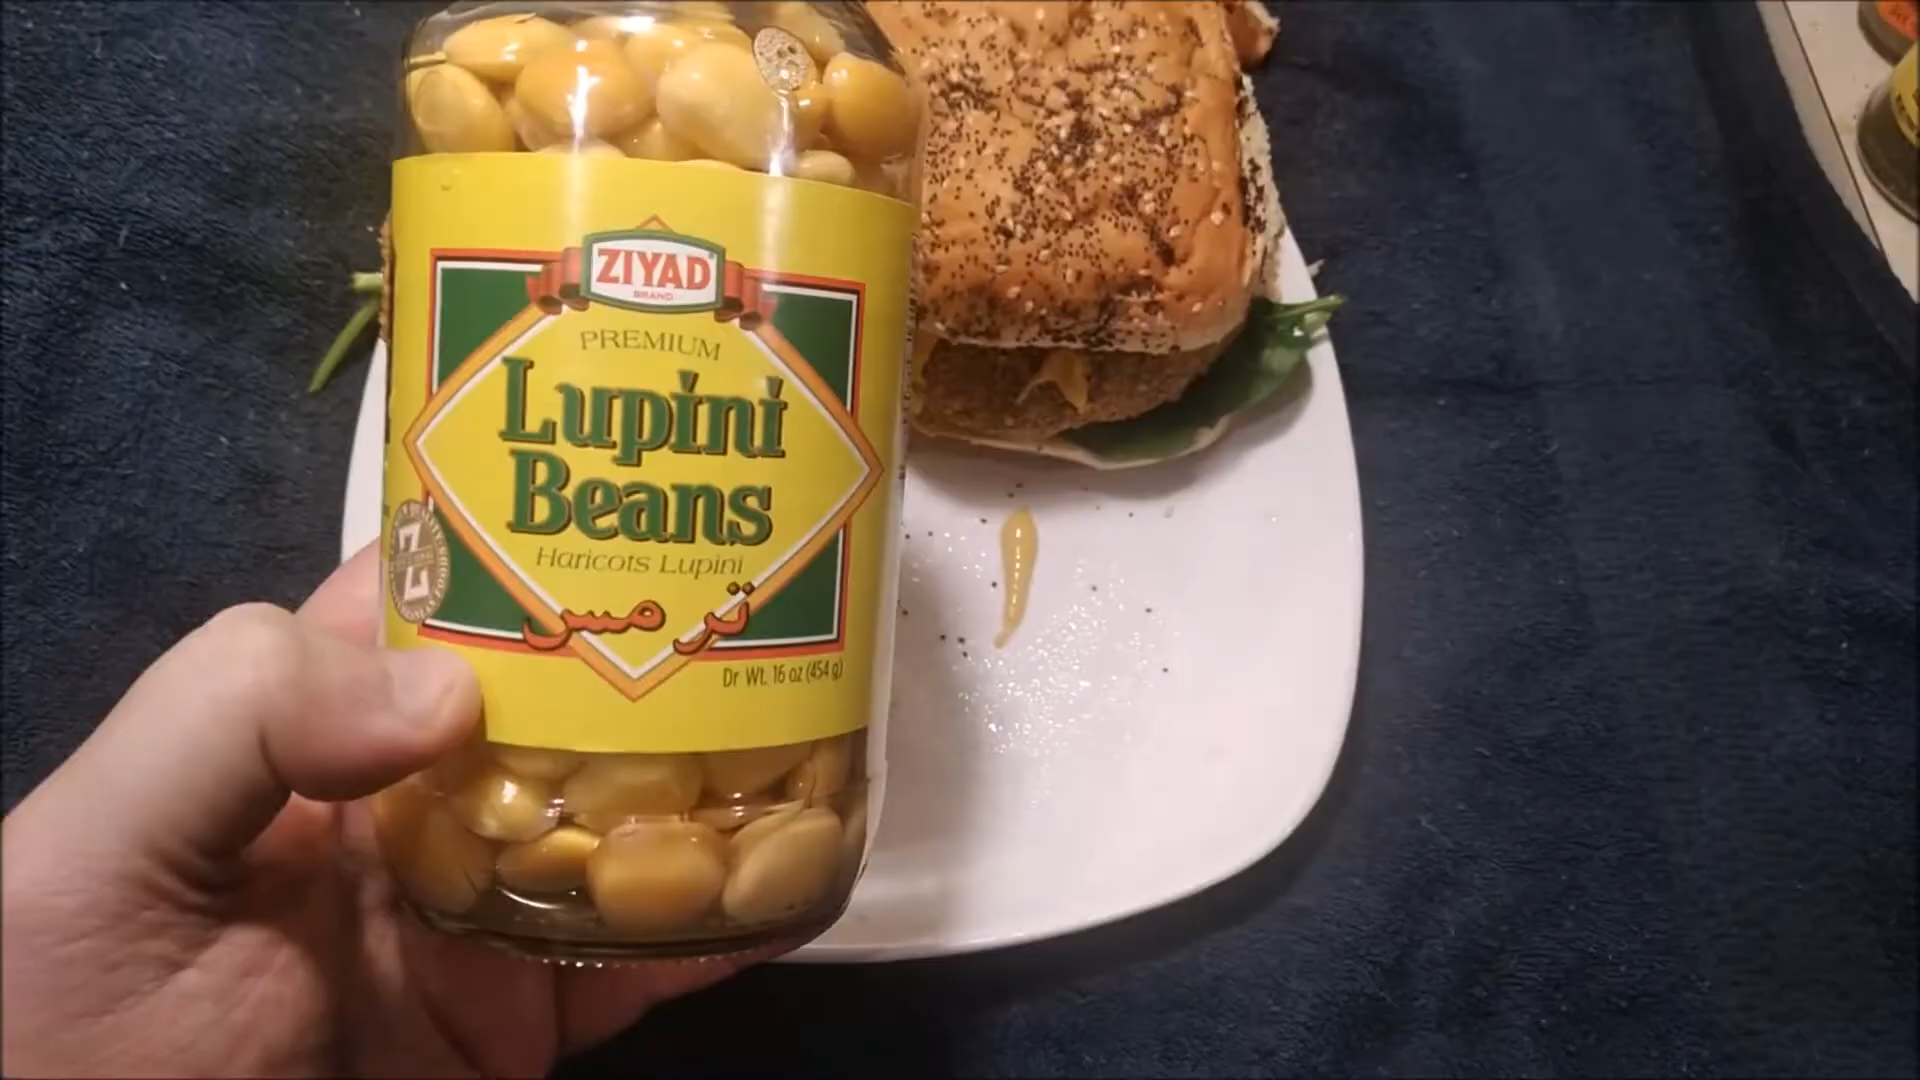 ZIYAD
BRAND
PREMIUM
Lupini
Beans
Haricots Lupini
ترمس
Dr Wt. 16 oz (454 g)
Z